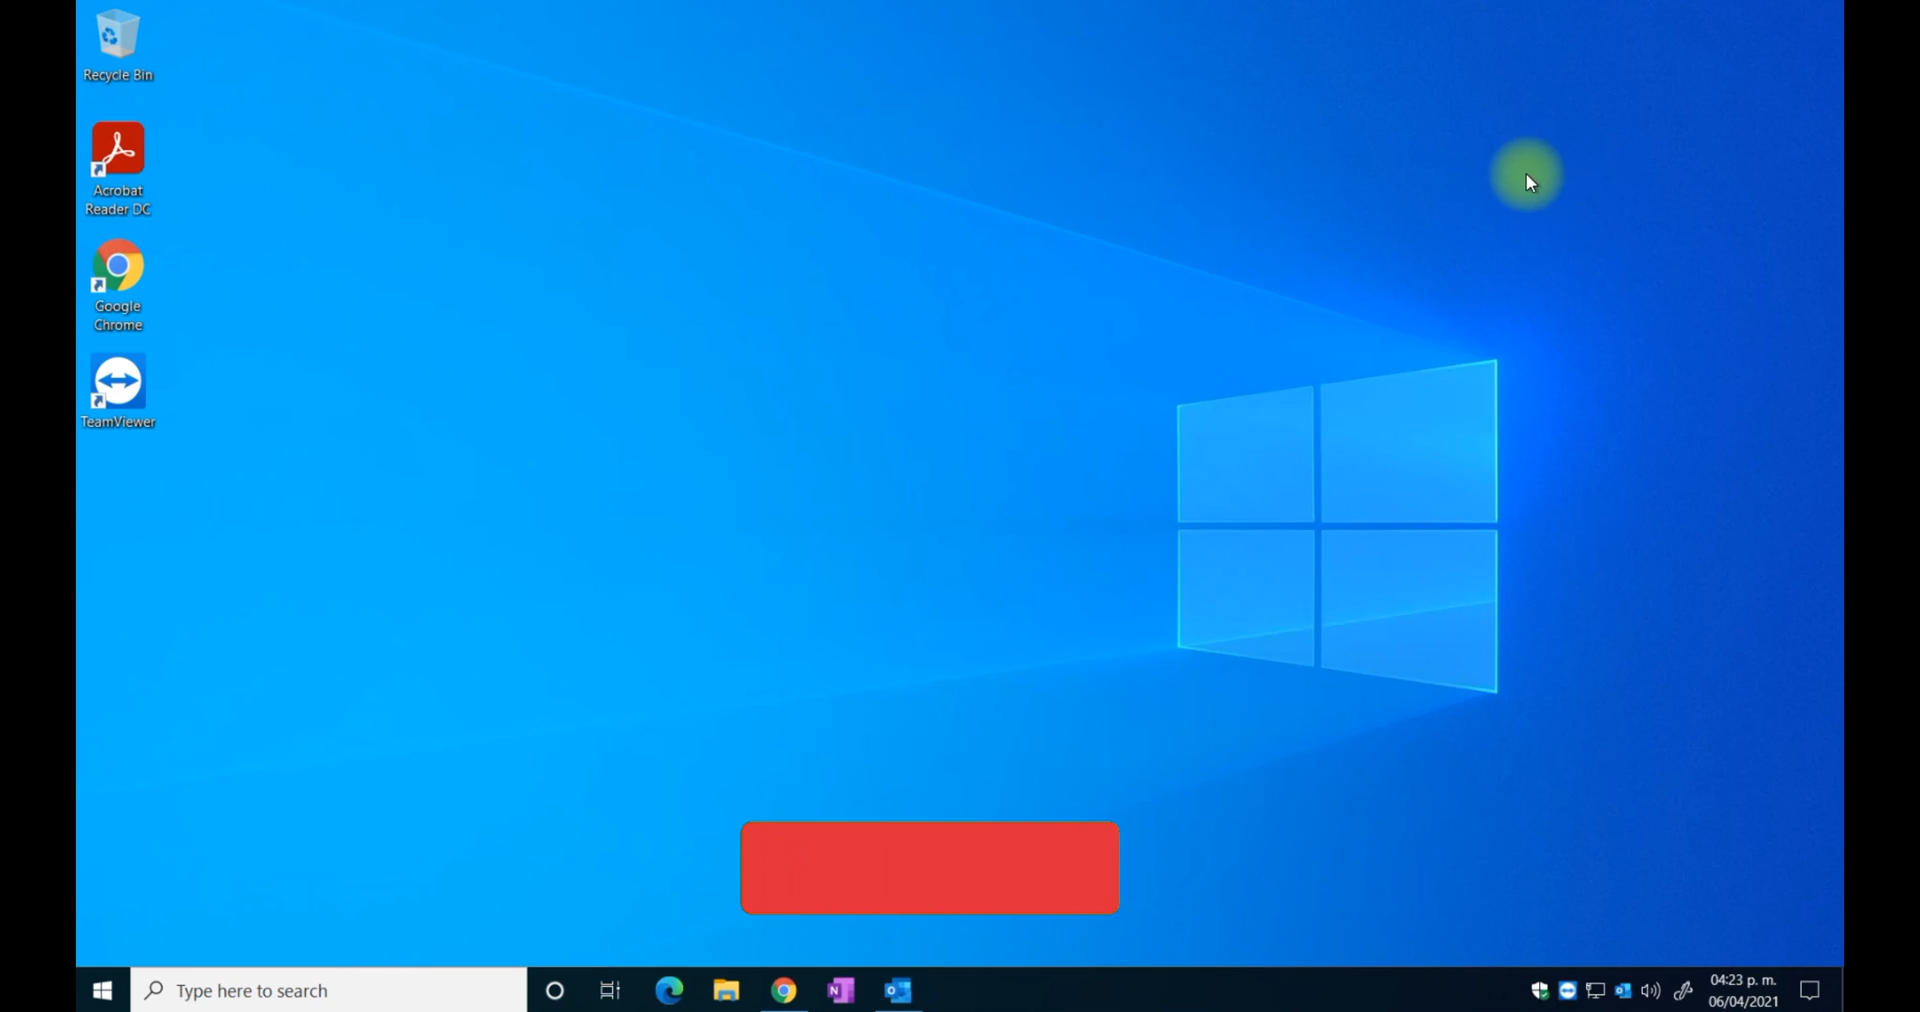 Recycle Bin
Acrobat
Reader DC
Google
Chrome
TeamViewer
Type here to search
04:23 p. m.
06/04/2021